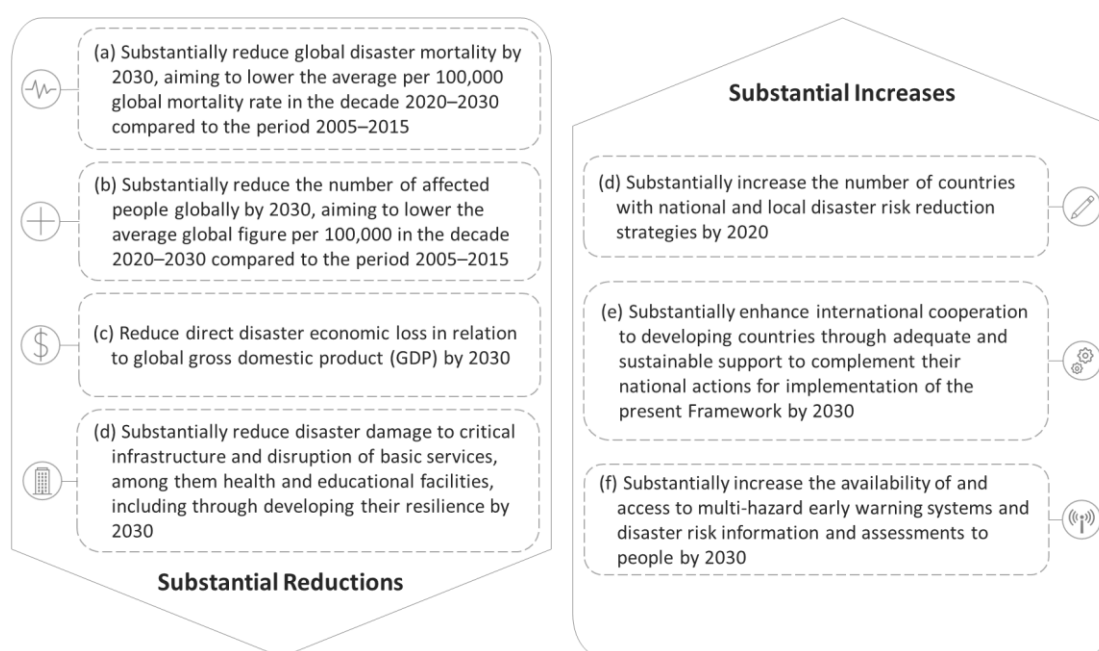 (a) Substantially reduce global disaster mortality by
2030, aiming to lower the average per 100,000
global mortality rate in the decade 2020–2030
compared to the period 2005–2015
(b) Substantially reduce the number of affected
people globally by 2030, aiming to lower the
average global figure per 100,000 in the decade
2020–2030 compared to the period 2005–2015
(c) Reduce direct disaster economic loss in relation
to global gross domestic product (GDP) by 2030
(d) Substantially reduce disaster damage to critical
infrastructure and disruption of basic services,
among them health and educational facilities,
including through developing their resilience by
2030
Substantial Reductions
Substantial Increases
(d) Substantially increase the number of countries
with national and local disaster risk reduction
strategies by 2020
(e) Substantially enhance international cooperation
to developing countries through adequate and
sustainable support to complement their
national actions for implementation of the
present Framework by 2030
(f) Substantially increase the availability of and
access to multi-hazard early warning systems and
disaster risk information and assessments to
people by 2030